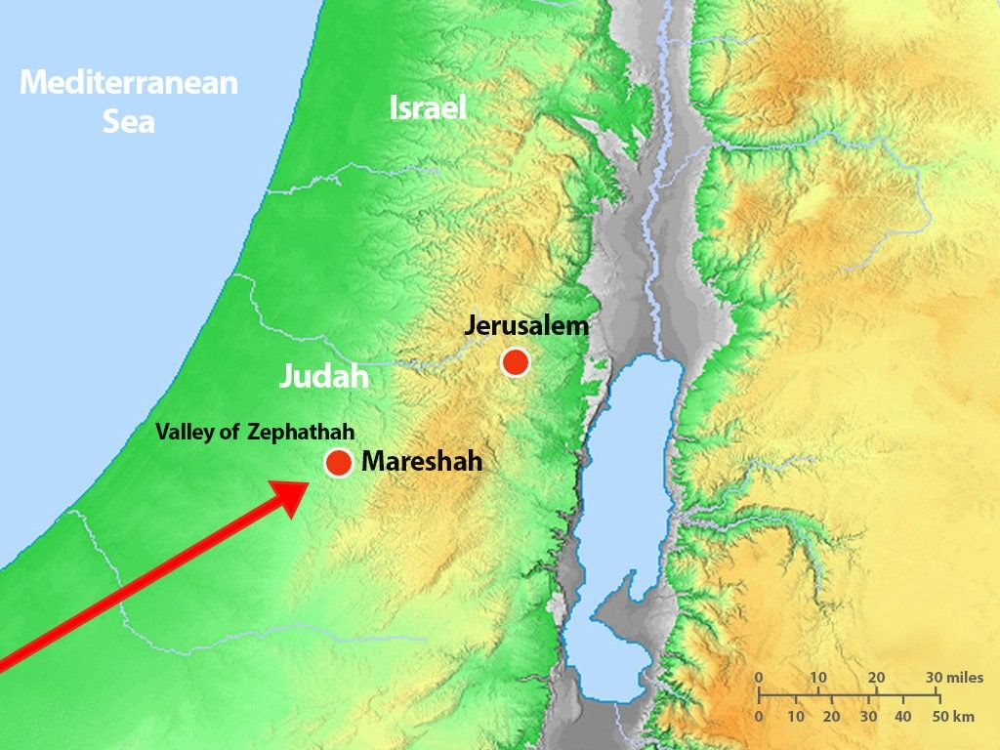 Mediterranean
Sea
Israel
Jerusalem
Judah
Valley of Zephathah
Mareshah
0 10 20 30 miles
0 10 20 30 40 50 km